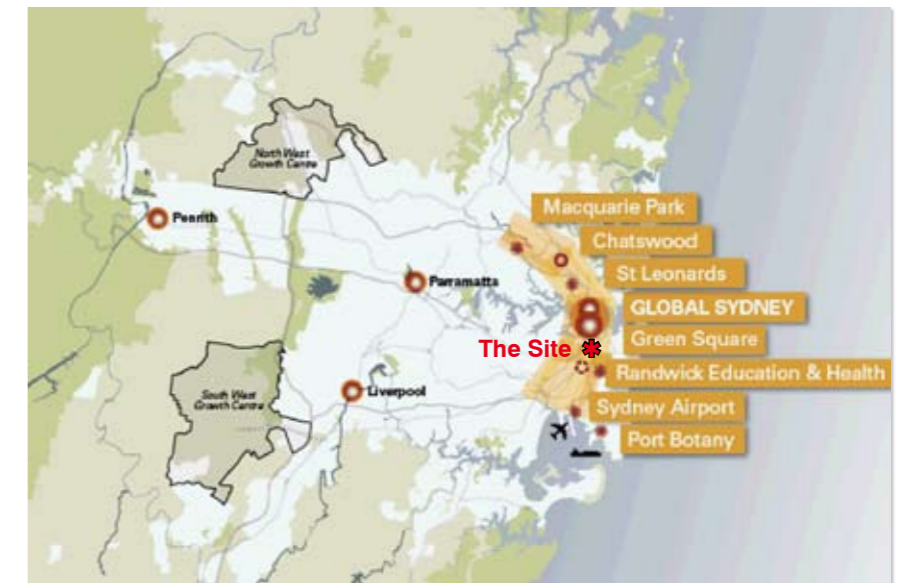 North West
Growth Centre
Macquarie Park
Penrith
Chatswood
St Leonards
Parramatta
GLOBAL SYDNEY
Green Square
The Site
Randwick Education & Health
Liverpool
South West
Growth Centre
Sydney Airport
Port Botany